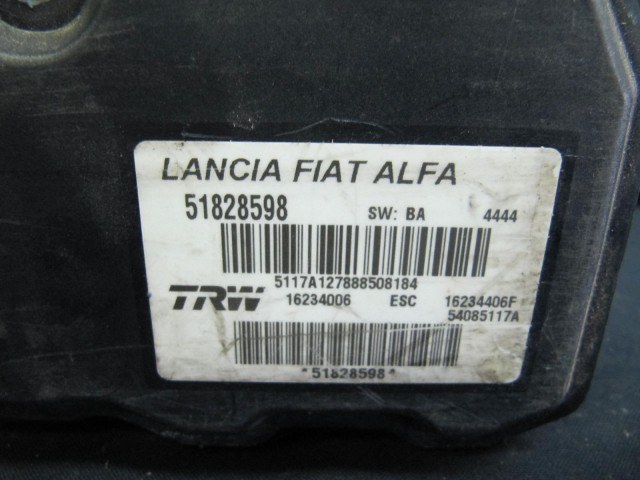 LANCIA FIAT ALFA
51828598 SW: BA 4444
5117A127888508184
TRW 16234006 ESC 16234406F
54085117A
*51828598*